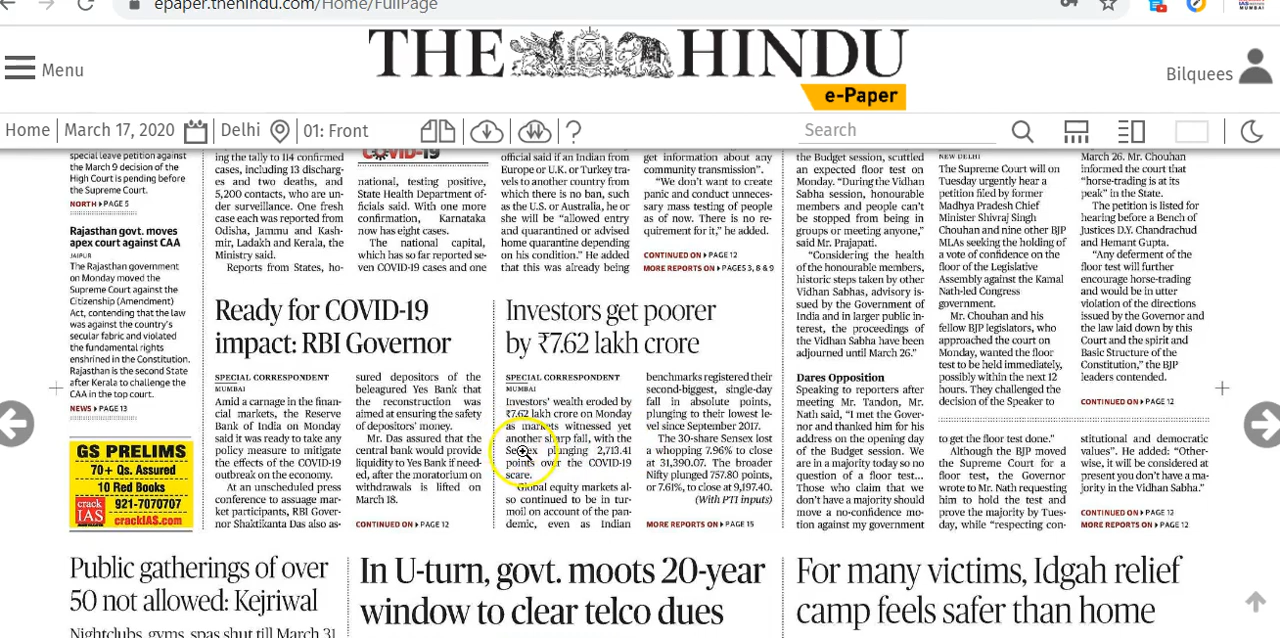 epaper.thehindu.com/Home/FullPage
THE HINDU
e-Paper
Menu
Bilquees
Home
March 17, 2020
Delhi
01: Front
?
Search
special leave petition against
the March 9 decision of the
High Court is pending before
the Supreme Court.
NORTH ▸ PAGE 5
Rajasthan govt. moves
apex court against CAA
JAIPUR
The Rajasthan government
on Monday moved the
Supreme Court against the
Citizenship (Amendment)
Act, contending that the law
was against the country's
secular fabric and violated
the fundamental rights
enshrined in the Constitution.
Rajasthan is the second State
after Kerala to challenge the
CAA in the top court.
NEWS ▸ PAGE 13
GS PRELIMS
70+ Qs. Assured
10 Red Books
crack
IAS
921-7070707
crackIAS.com
ing the tally to 114 confirmed
cases, including 13 discharg-
es and two deaths, and
5,200 contacts, who are un-
der surveillance. One fresh
case each was reported from
Odisha, Jammu and Kash-
mir, Ladakh and Kerala, the
Ministry said.
Reports from States, ho-
COVID-19
national, testing positive,
State Health Department of-
ficials said. With one more
confirmation, Karnataka
now has eight cases.
The national capital,
which has so far reported se-
ven COVID-19 cases and one
official said if an Indian from
Europe or U.K. or Turkey tra-
vels to another country from
which there is no ban, such
as the U.S. or Australia, he or
she will be "allowed entry
and quarantined or advised
home quarantine depending
on his condition." He added
that this was already being
get information about any
community transmission".
"We don't want to create
panic and conduct unneces-
sary mass testing of people
as of now. There is no re-
quirement for it," he added.
CONTINUED ON ▸ PAGE 12
MORE REPORTS ON ▸ PAGES 3, 8 & 9
Ready for COVID-19
impact: RBI Governor
SPECIAL CORRESPONDENT
MUMBAI
Amid a carnage in the finan-
cial markets, the Reserve
Bank of India on Monday
said it was ready to take any
policy measure to mitigate
the effects of the COVID-19
outbreak on the economy.
At an unscheduled press
conference to assuage mar-
ket participants, RBI Gover-
nor Shaktikanta Das also as-
sured depositors of the
beleagured Yes Bank that
the reconstruction was
aimed at ensuring the safety
of depositors' money.
Mr. Das assured that the
central bank would provide
liquidity to Yes Bank if need-
ed, after the moratorium on
withdrawals is lifted on
March 18.
CONTINUED ON ▸ PAGE 12
Investors get poorer
by ₹7.62 lakh crore
SPECIAL CORRESPONDENT
MUMBAI
Investors' wealth eroded by
₹7.62 lakh crore on Monday
as markets witnessed yet
another sharp fall, with the
Sensex plunging 2,713.41
points over the COVID-19
scare.
Global equity markets al-
so continued to be in tur-
moil on account of the pan-
demic, even as Indian
benchmarks registered their
second-biggest, single-day
fall in absolute points,
plunging to their lowest le-
vel since September 2017.
The 30-share Sensex lost
a whopping 7.96% to close
at 31,390.07. The broader
Nifty plunged 757.80 points,
or 7.61%, to close at 9,197.40.
(With PTI inputs)
MORE REPORTS ON ▸ PAGE 15
the Budget session, scuttled
an expected floor test on
Monday. "During the Vidhan
Sabha session, honourable
members and people can't
be stopped from being in
groups or meeting anyone,"
said Mr. Prajapati.
"Considering the health
of the honourable members,
historic steps taken by other
Vidhan Sabhas, advisory is-
sued by the Government of
India and in larger public in-
terest, the proceedings of
the Vidhan Sabha have been
adjourned until March 26."
Dares Opposition
Speaking to reporters after
meeting Mr. Tandon, Mr.
Nath said, "I met the Gover-
nor and thanked him for his
address on the opening day
of the Budget session. We
are in a majority today so no
question of a floor test...
Those who claim that we
don't have a majority should
move a no-confidence mo-
tion against my government
NEW DELHI
The Supreme Court will on
Tuesday urgently hear a
petition filed by former
Madhya Pradesh Chief
Minister Shivraj Singh
Chouhan and nine other BJP
MLAs seeking the holding of
a vote of confidence on the
floor of the Legislative
Assembly against the Kamal
Nath-led Congress
government.
Mr. Chouhan and his
fellow BJP legislators, who
approached the court on
Monday, wanted the floor
test to be held immediately,
possibly within the next 12
hours. They challenged the
decision of the Speaker to
March 26. Mr. Chouhan
informed the court that
"horse-trading is at its
peak" in the State.
The petition is listed for
hearing before a Bench of
Justices D.Y. Chandrachud
and Hemant Gupta.
"Any deferment of the
floor test will further
encourage horse-trading
and would be in utter
violation of the directions
issued by the Governor and
the law laid down by this
Court and the spirit and
Basic Structure of the
Constitution," the BJP
leaders contended.
CONTINUED ON ▸ PAGE 12
to get the floor test done."
Although the BJP moved
the Supreme Court for a
floor test, the Governor
wrote to Mr. Nath requesting
him to hold the test and
prove the majority by Tues-
day, while "respecting con-
stitutional and democratic
values". He added: "Other-
wise, it will be considered at
present you don't have a ma-
jority in the Vidhan Sabha."
CONTINUED ON ▸ PAGE 12
MORE REPORTS ON ▸ PAGE 12
Public gatherings of over
50 not allowed: Kejriwal
Nightclubs, gyms, spas shut till March 31
In U-turn, govt. moots 20-year
window to clear telco dues
For many victims, Idgah relief
camp feels safer than home